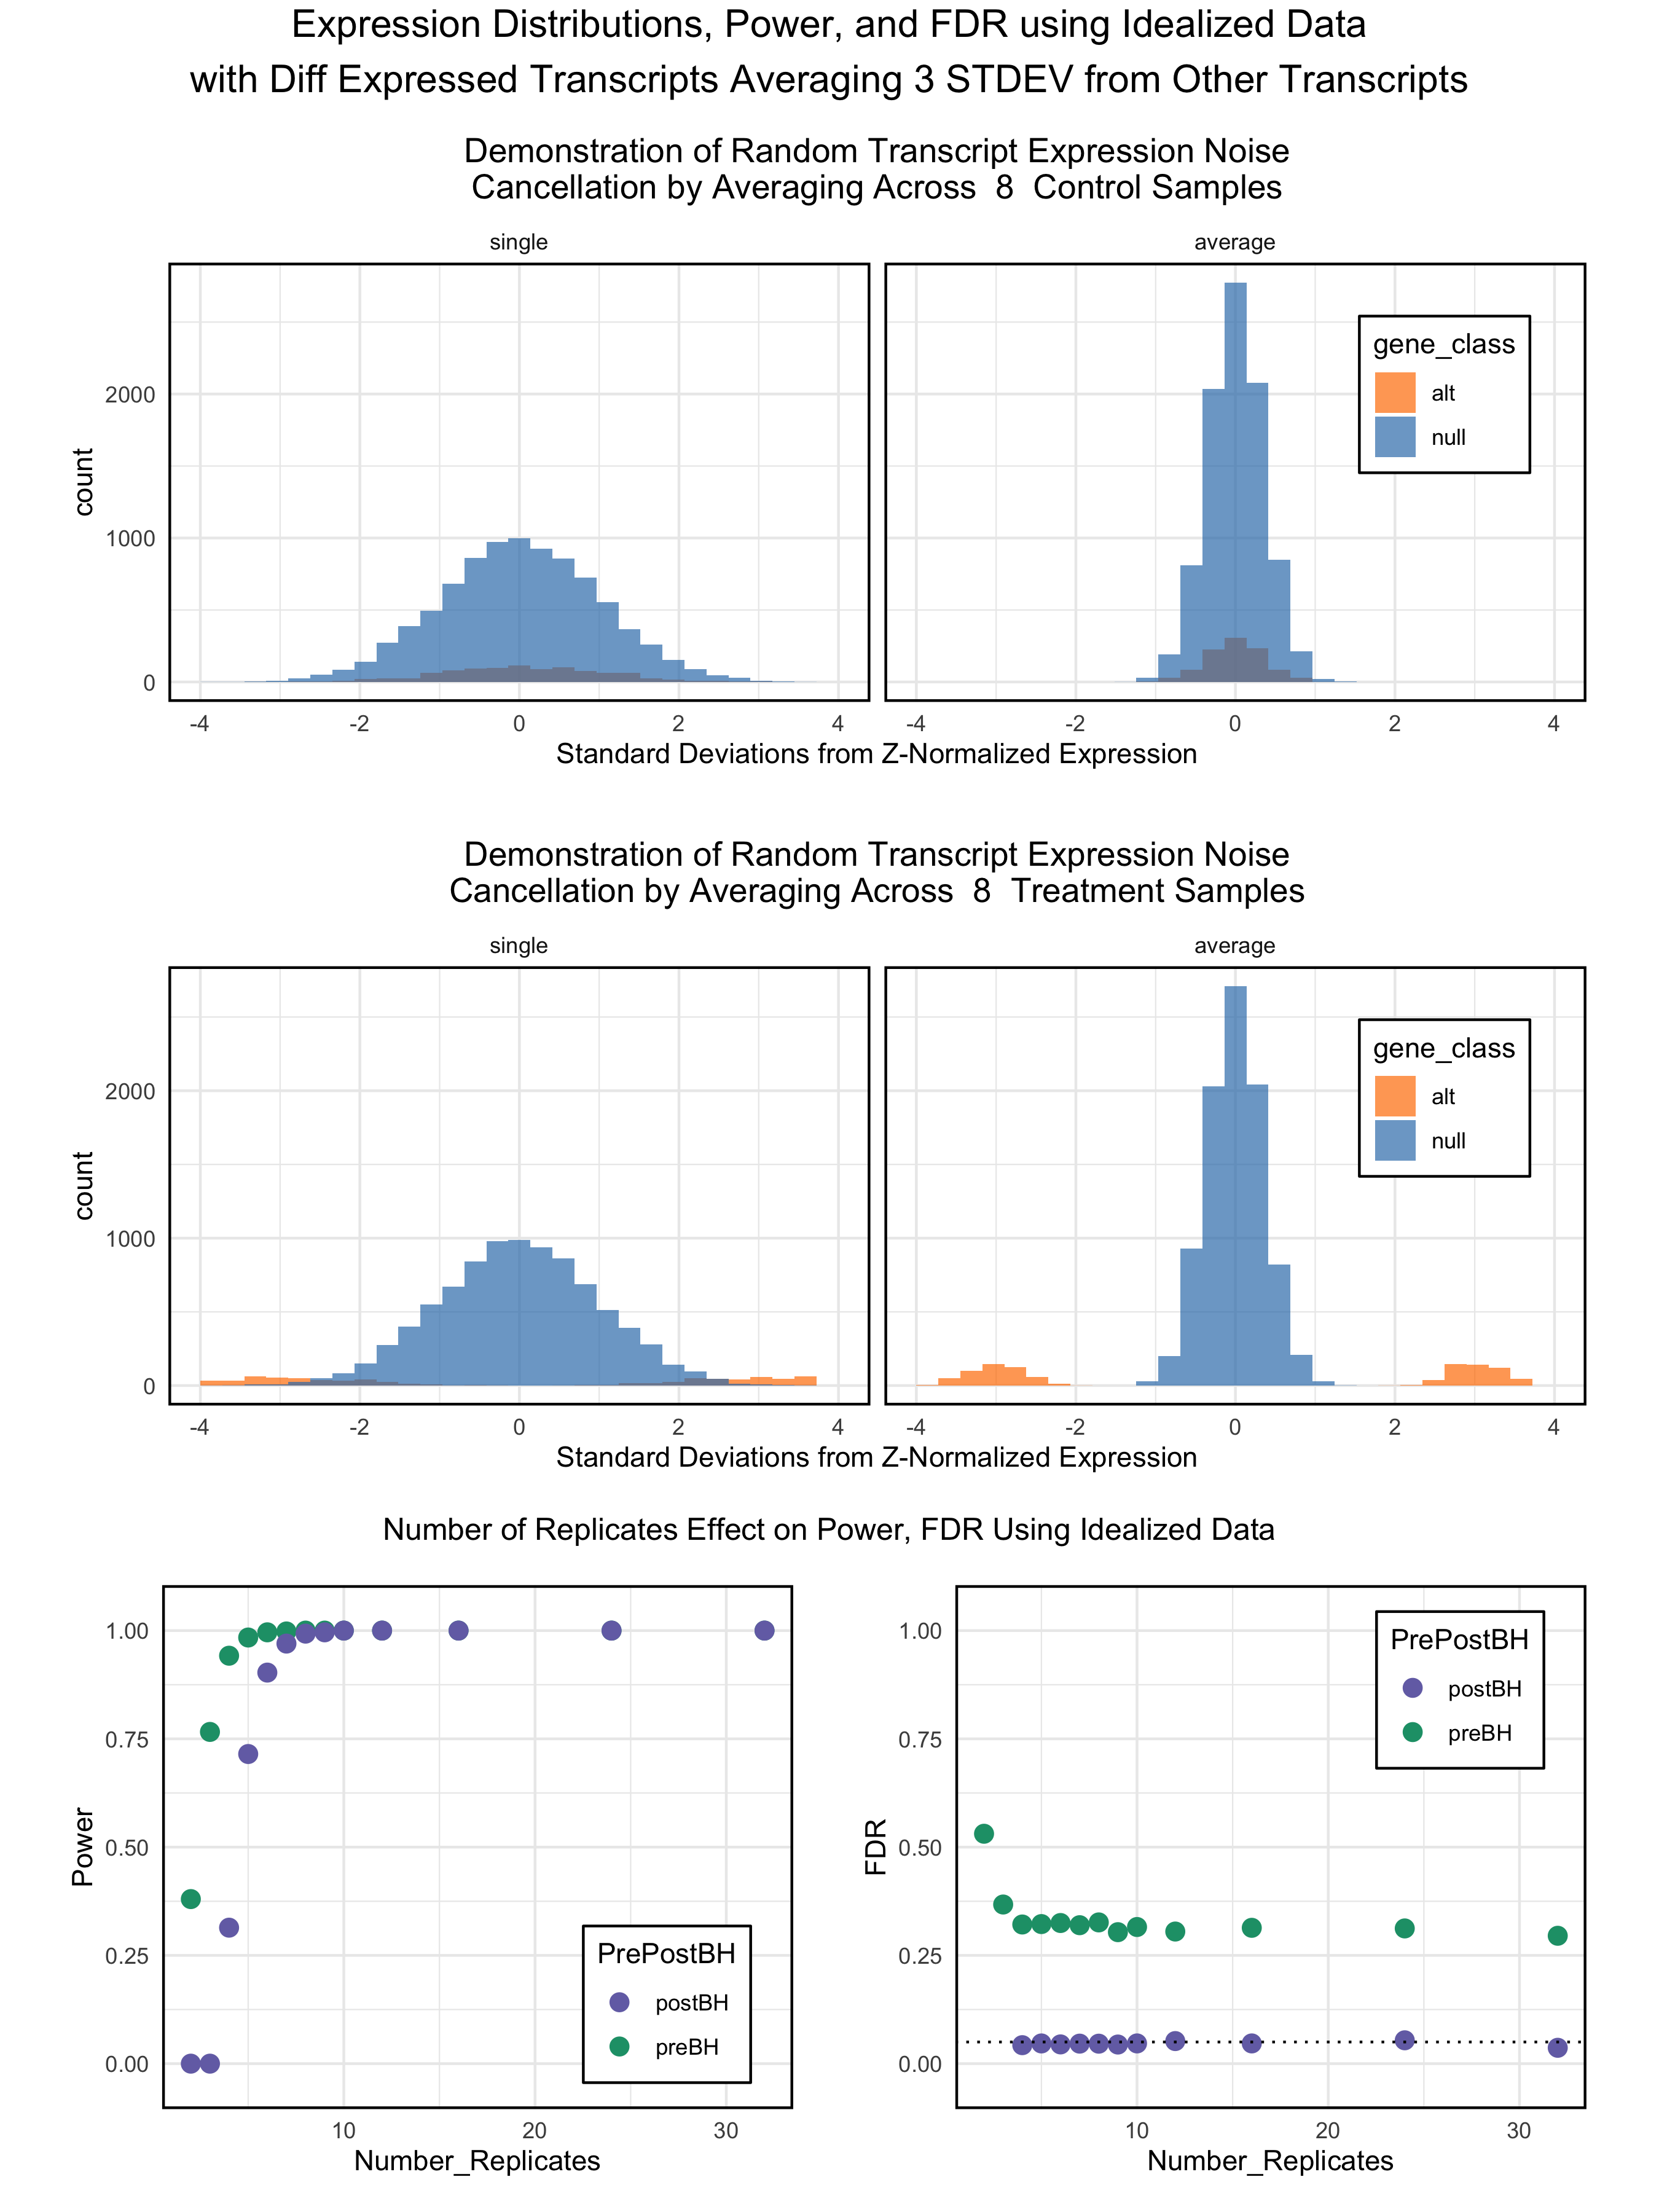 Expression Distributions, Power, and FDR using Idealized Data
with Diff Expressed Transcripts Averaging 3 STDEV from Other Transcripts
Demonstration of Random Transcript Expression Noise
Cancellation by Averaging Across  8  Control Samples
single
average
count
2000
1000
0
gene_class
alt
null
-4 -2 0 2 4
-4 -2 0 2 4
Standard Deviations from Z-Normalized Expression
Demonstration of Random Transcript Expression Noise
Cancellation by Averaging Across  8  Treatment Samples
single
average
count
2000
1000
0
gene_class
alt
null
-4 -2 0 2 4
-4 -2 0 2 4
Standard Deviations from Z-Normalized Expression
Number of Replicates Effect on Power, FDR Using Idealized Data
Power
1.00
0.75
0.50
0.25
0.00
PrePostBH
postBH
preBH
10 20 30
Number_Replicates
FDR
1.00
0.75
0.50
0.25
0.00
PrePostBH
postBH
preBH
10 20 30
Number_Replicates